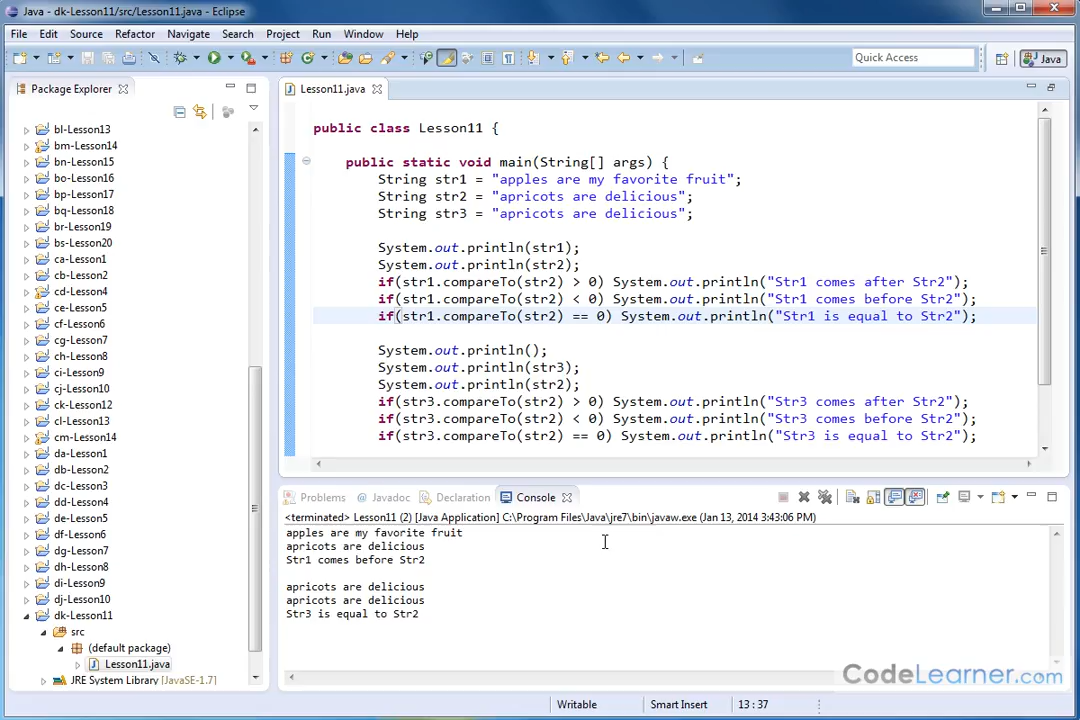 Java - dk-Lesson11/src/Lesson11.java - Eclipse
File Edit Source Refactor Navigate Search Project Run Window Help
Quick Access
Java
Package Explorer
Lesson11.java
bl-Lesson13
bm-Lesson14
bn-Lesson15
bo-Lesson16
bp-Lesson17
bq-Lesson18
br-Lesson19
bs-Lesson20
ca-Lesson1
cb-Lesson2
cd-Lesson4
ce-Lesson5
cf-Lesson6
cg-Lesson7
ch-Lesson8
ci-Lesson9
cj-Lesson10
ck-Lesson12
cl-Lesson13
cm-Lesson14
da-Lesson1
db-Lesson2
dc-Lesson3
dd-Lesson4
de-Lesson5
df-Lesson6
dg-Lesson7
dh-Lesson8
di-Lesson9
dj-Lesson10
dk-Lesson11
src
(default package)
Lesson11.java
JRE System Library [JavaSE-1.7]
public class Lesson11 {
public static void main(String[] args) {
String str1 = "apples are my favorite fruit";
String str2 = "apricots are delicious";
String str3 = "apricots are delicious";
System.out.println(str1);
System.out.println(str2);
if(str1.compareTo(str2) > 0) System.out.println("Str1 comes after Str2");
if(str1.compareTo(str2) < 0) System.out.println("Str1 comes before Str2");
if(str1.compareTo(str2) == 0) System.out.println("Str1 is equal to Str2");
System.out.println();
System.out.println(str3);
System.out.println(str2);
if(str3.compareTo(str2) > 0) System.out.println("Str3 comes after Str2");
if(str3.compareTo(str2) < 0) System.out.println("Str3 comes before Str2");
if(str3.compareTo(str2) == 0) System.out.println("Str3 is equal to Str2");
Problems @ Javadoc Declaration Console
<terminated> Lesson11 (2) [Java Application] C:\Program Files\Java\jre7\bin\javaw.exe (Jan 13, 2014 3:43:06 PM)
apples are my favorite fruit
apricots are delicious
Str1 comes before Str2
apricots are delicious
apricots are delicious
Str3 is equal to Str2
CodeLearner.com
Writable Smart Insert 13 : 37